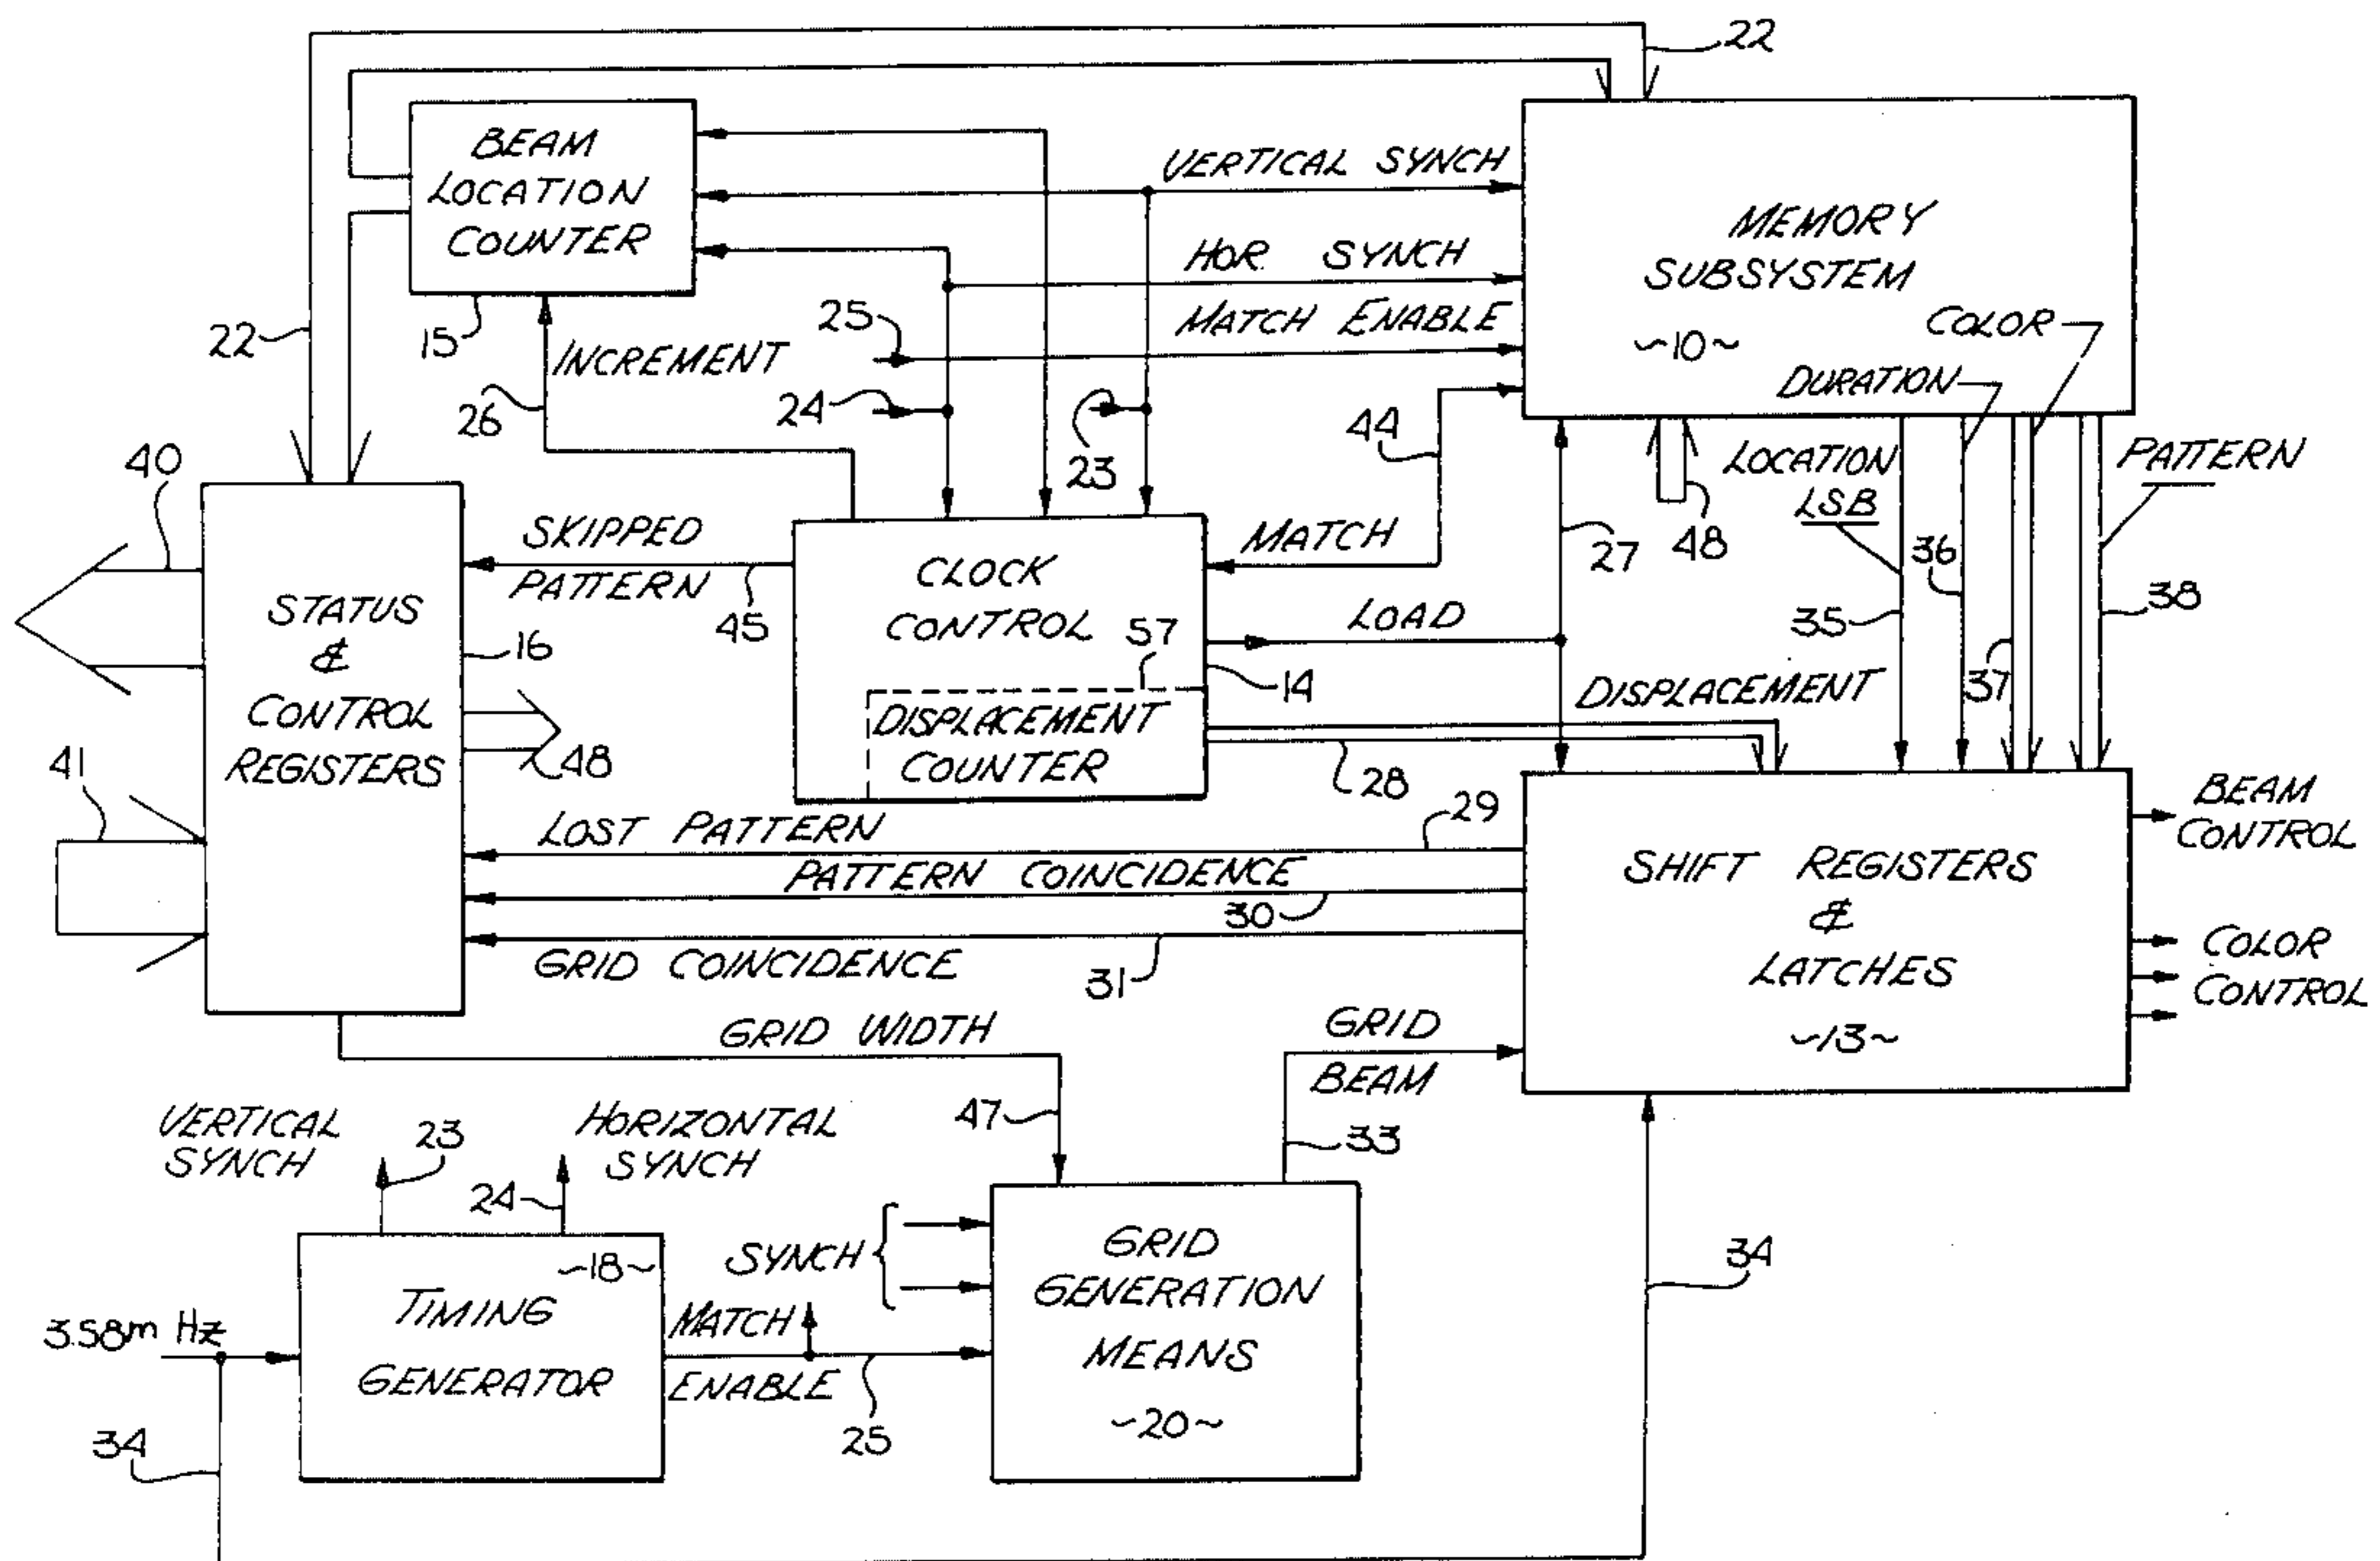 22
BEAM
LOCATION
COUNTER
VERTICAL SYNCH
MEMORY
SUBSYSTEM
~10~
HOR. SYNCH
MATCH ENABLE
25
COLOR
DURATION
22
15
INCREMENT
26
24
23
44
40
LOCATION
LSB
PATTERN
48
27
36
35
37
38
SKIPPED
PATTERN
45
MATCH
CLOCK
CONTROL
57
LOAD
14
DISPLACEMENT
DISPLACEMENT
COUNTER
28
STATUS
&
CONTROL
REGISTERS
16
48
41
LOST PATTERN
29
PATTERN COINCIDENCE
30
GRID COINCIDENCE
31
SHIFT REGISTERS
&
LATCHES
~13~
BEAM
CONTROL
COLOR
CONTROL
GRID WIDTH
47
GRID
BEAM
33
VERTICAL
SYNCH
23
HORIZONTAL
SYNCH
24
~18~
TIMING
GENERATOR
3.58m Hz
34
MATCH
ENABLE
25
SYNCH
GRID
GENERATION
MEANS
~20~
34